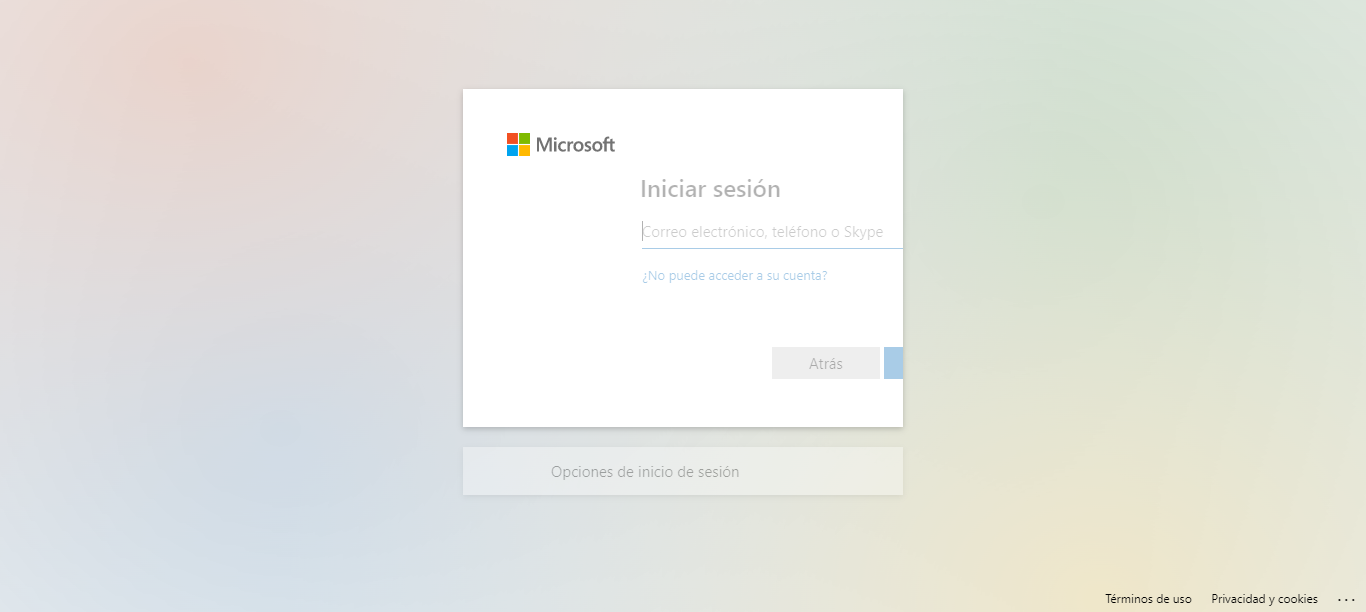 Microsoft
Iniciar sesión
Correo electrónico, teléfono o Skype
¿No puede acceder a su cuenta?
Atrás
Opciones de inicio de sesión
Términos de uso Privacidad y cookies ...